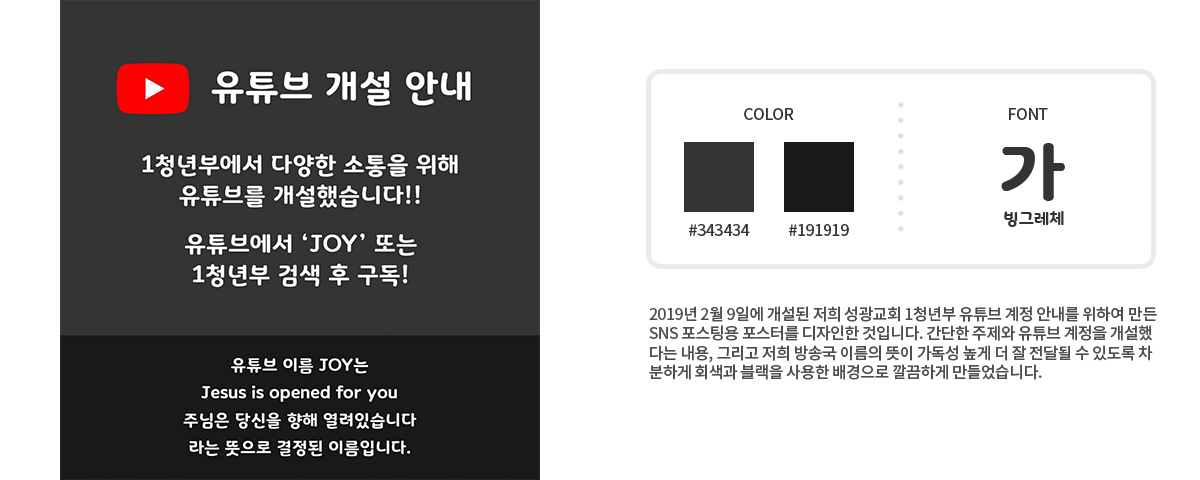 유튜브 개설 안내
1청년부에서 다양한 소통을 위해
유튜브를 개설했습니다!!
유튜브에서 ‘JOY’ 또는
1청년부 검색 후 구독!
유튜브 이름 JOY는
Jesus is opened for you
주님은 당신을 향해 열려있습니다
라는 뜻으로 결정된 이름입니다.
COLOR
#343434
#191919
FONT
가
빙그레체
2019년 2월 9일에 개설된 저희 성광교회 1청년부 유튜브 계정 안내를 위하여 만든
SNS 포스팅용 포스터를 디자인한 것입니다. 간단한 주제와 유튜브 계정을 개설했
다는 내용, 그리고 저희 방송국 이름의 뜻이 가독성 높게 더 잘 전달될 수 있도록 차
분하게 회색과 블랙을 사용한 배경으로 깔끔하게 만들었습니다.